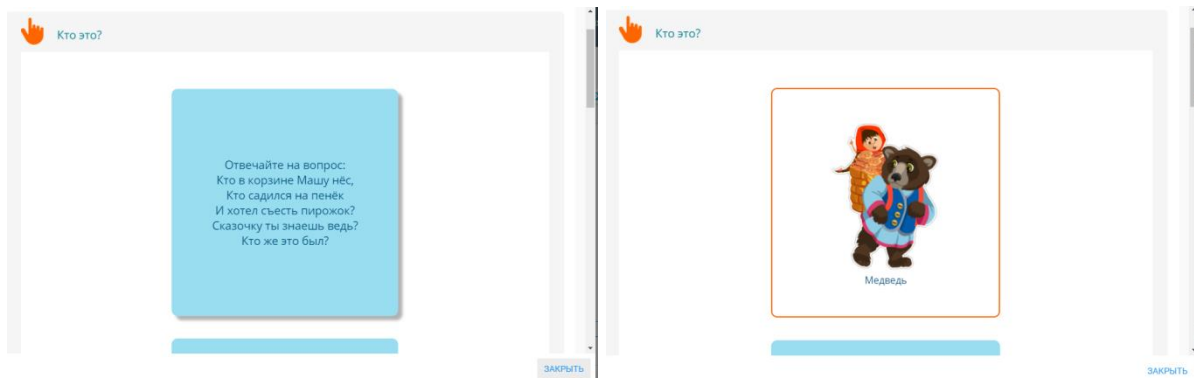 Кто это?
Отвечайте на вопрос:
Кто в корзине Машу нёс,
Кто садился на пенёк
И хотел съесть пирожок?
Сказочку ты знаешь ведь?
Кто же это был?
ЗАКРЫТЬ
Кто это?
Медведь
ЗАКРЫТЬ